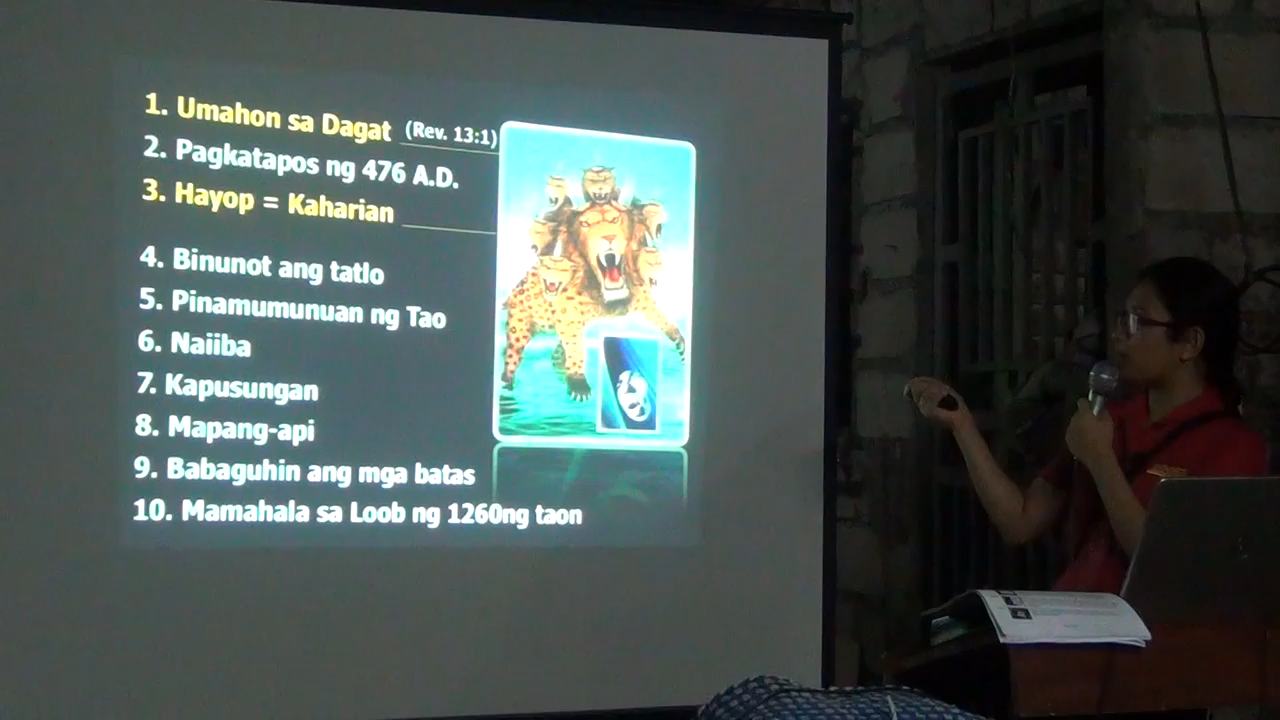 1. Umahon sa Dagat (Rev. 13:1)
2. Pagkatapos ng 476 A.D.
3. Hayop = Kaharian
4. Binunot ang tatlo
5. Pinamumunuan ng Tao
6. Naiiba
7. Kapusungan
8. Mapang-api
9. Babaguhin ang mga batas
10. Mamahala sa Loob ng 1260ng taon